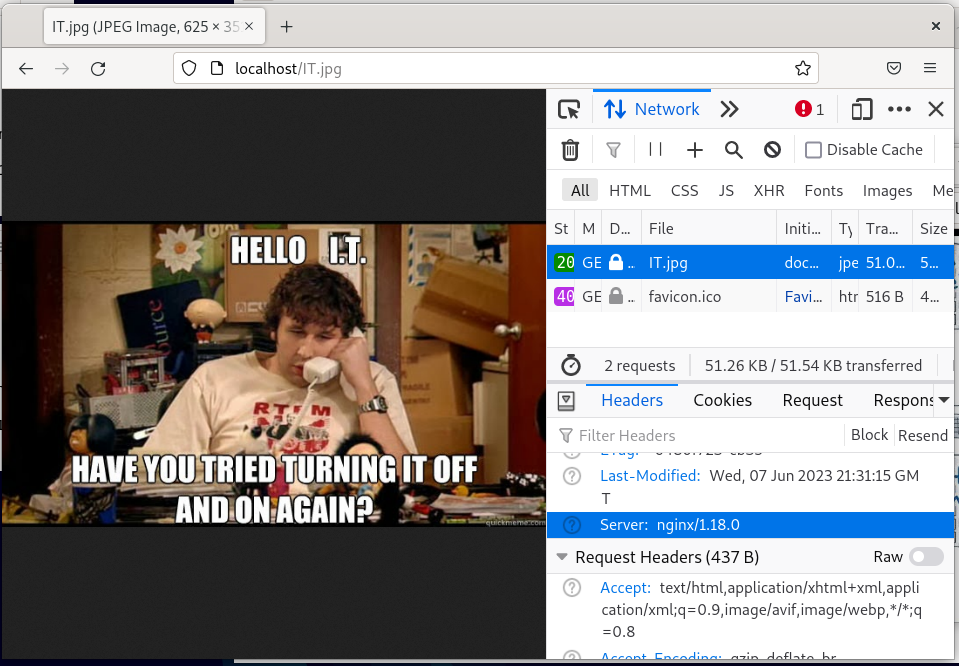 IT.jpg (JPEG Image, 625 × 35
localhost/IT.jpg
HELLO I.T.
ource
FRAGILE
RTFM
HAVE YOU TRIED TURNING IT OFF
AND ON AGAIN?
quickmeme.com
Network
1
Disable Cache
All HTML CSS JS XHR Fonts Images Me
St M D... File Initi... Ty Tra... Size
20 GE ... IT.jpg doc... jpe 51.0... 5...
40 GE ... favicon.ico Favi... htr 516 B 4...
2 requests 51.26 KB / 51.54 KB transferred
Headers Cookies Request Respons
Filter Headers Block Resend
Last-Modified: Wed, 07 Jun 2023 21:31:15 GM
T
Server: nginx/1.18.0
Request Headers (437 B) Raw
Accept: text/html,application/xhtml+xml,appli
cation/xml;q=0.9,image/avif,image/webp,*/*;q
=0.8
Accept-Encoding: gzip, deflate, br